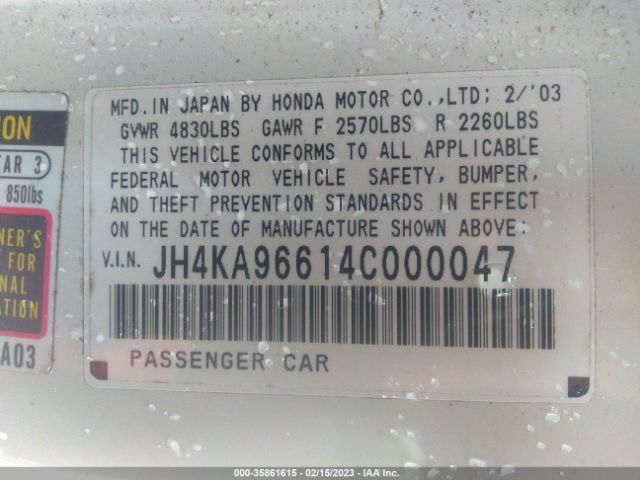 MFD.IN JAPAN BY HONDA MOTOR CO.,LTD; 2/'03
GVWR 4830LBS GAWR F 2570LBS R 2260LBS
THIS VEHICLE CONFORMS TO ALL APPLICABLE
FEDERAL MOTOR VEHICLE SAFETY, BUMPER,
AND THEFT PREVENTION STANDARDS IN EFFECT
ON THE DATE OF MANUFACTURE SHOWN ABOVE:
V.I.N. JH4KA96614C000047
PASSENGER CAR
ION
AR 3
850lbs
NER'S
FOR
NAL
ATION
A03
000-35861615 - 02/15/2023 - IAA Inc.